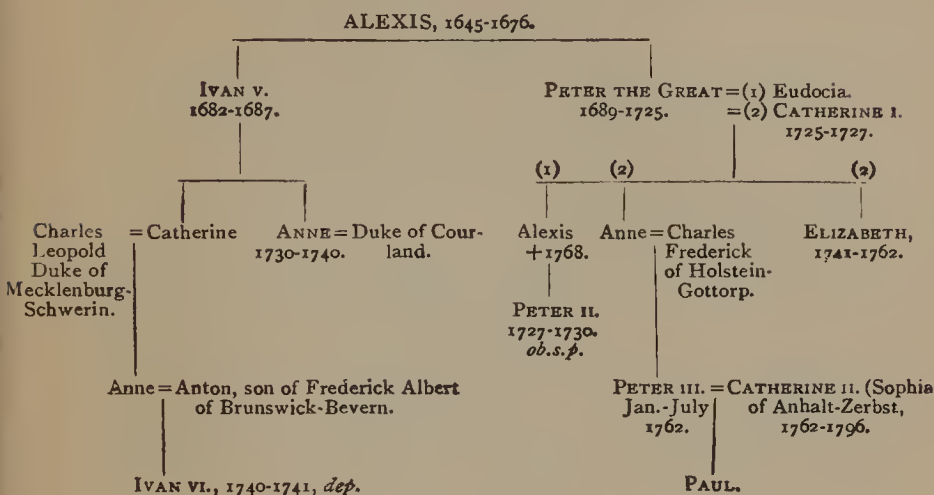 ALEXIS, 1645-1676.
IVAN V.
1682-1687.
PETER THE GREAT = (1) Eudocia.
1689-1725. = (2) CATHERINE I.
1725-1727.
(1) (2) (2)
Charles = Catherine
Leopold
Duke of
Mecklenburg-
Schwerin.
ANNE = Duke of Cour-
1730-1740. land.
Alexis
+1768.
Anne = Charles
Frederick
of Holstein-
Gottorp.
ELIZABETH,
1741-1762.
PETER II.
1727-1730.
ob.s.p.
Anne = Anton, son of Frederick Albert
of Brunswick-Bevern.
PETER III. = CATHERINE II. (Sophia
Jan.-July of Anhalt-Zerbst,
1762. 1762-1796.
IVAN VI., 1740-1741, dep.
PAUL.